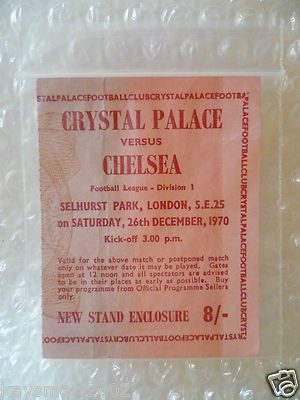 STALPALACEFOOTBALLCLUBCRYSTALPALACEFOOTBA
CRYSTAL PALACE
VERSUS
CHELSEA
Football League - Division 1
SELHURST PARK, LONDON, S.E.25
on SATURDAY, 26th DECEMBER, 1970
Kick-off 3.00 p.m.
Valid for the above match or postponed match
only on whatever date it may be played. Gates
open at 12 noon and all spectators are advised
to be in their places as early as possible. Buy
your programme from Official Programme Sellers
only.
NEW STAND ENCLOSURE 8/-